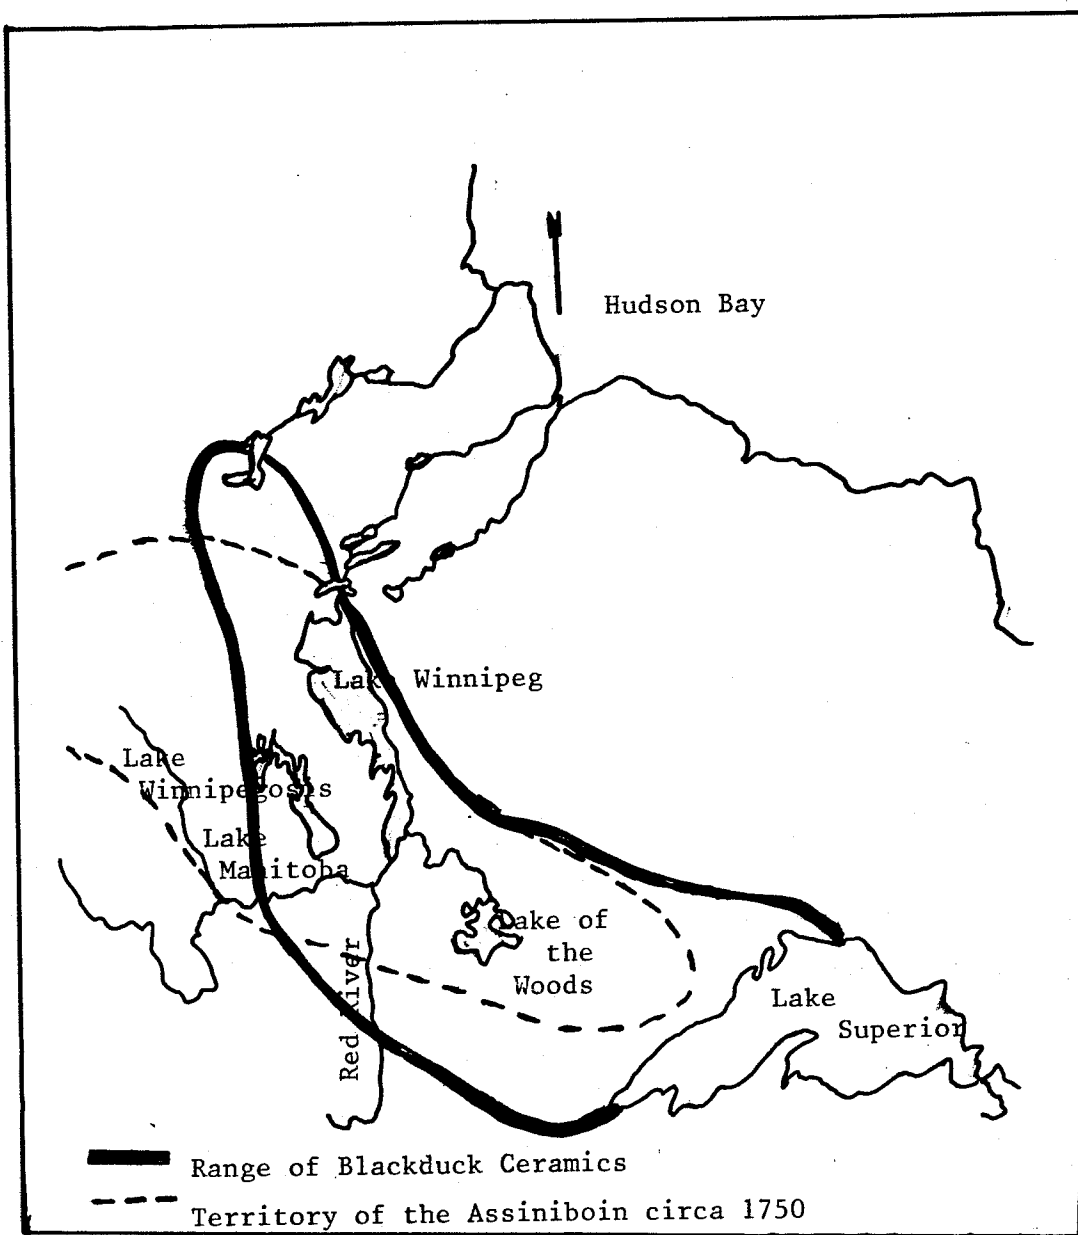 N
Hudson Bay
Lake Winnipeg
Lake
Winnipegosis
Lake
Manitoba
Lake of
the
Woods
Red River
Lake
Superior
Range of Blackduck Ceramics
Territory of the Assiniboin circa 1750